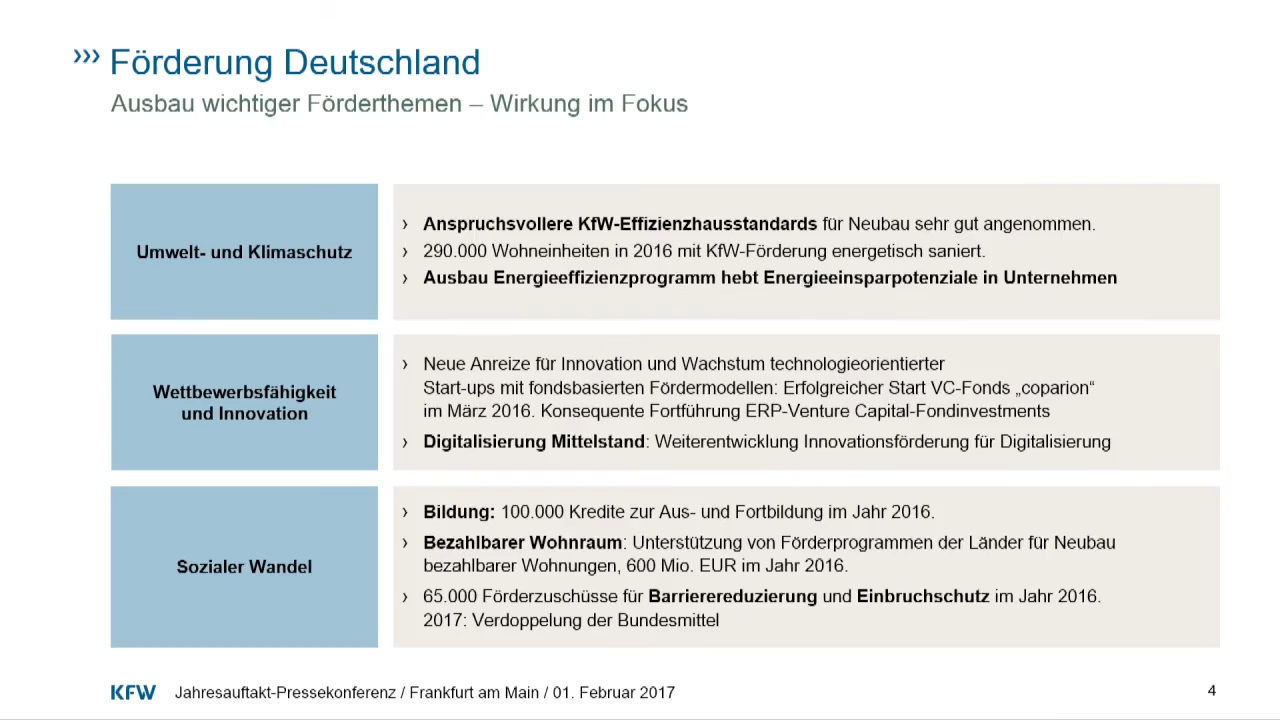 ››› Förderung Deutschland
Ausbau wichtiger Förderthemen – Wirkung im Fokus
Umwelt- und Klimaschutz
› Anspruchsvollere KfW-Effizienzhausstandards für Neubau sehr gut angenommen.
› 290.000 Wohneinheiten in 2016 mit KfW-Förderung energetisch saniert.
› Ausbau Energieeffizienzprogramm hebt Energieeinsparpotenziale in Unternehmen
Wettbewerbsfähigkeit
und Innovation
› Neue Anreize für Innovation und Wachstum technologieorientierter
Start-ups mit fondsbasierten Fördermodellen: Erfolgreicher Start VC-Fonds „coparion“
im März 2016. Konsequente Fortführung ERP-Venture Capital-Fondinvestments
› Digitalisierung Mittelstand: Weiterentwicklung Innovationsförderung für Digitalisierung
Sozialer Wandel
› Bildung: 100.000 Kredite zur Aus- und Fortbildung im Jahr 2016.
› Bezahlbarer Wohnraum: Unterstützung von Förderprogrammen der Länder für Neubau
bezahlbarer Wohnungen, 600 Mio. EUR im Jahr 2016.
› 65.000 Förderzuschüsse für Barrierereduzierung und Einbruchschutz im Jahr 2016.
2017: Verdoppelung der Bundesmittel
KFW Jahresauftakt-Pressekonferenz / Frankfurt am Main / 01. Februar 2017
4